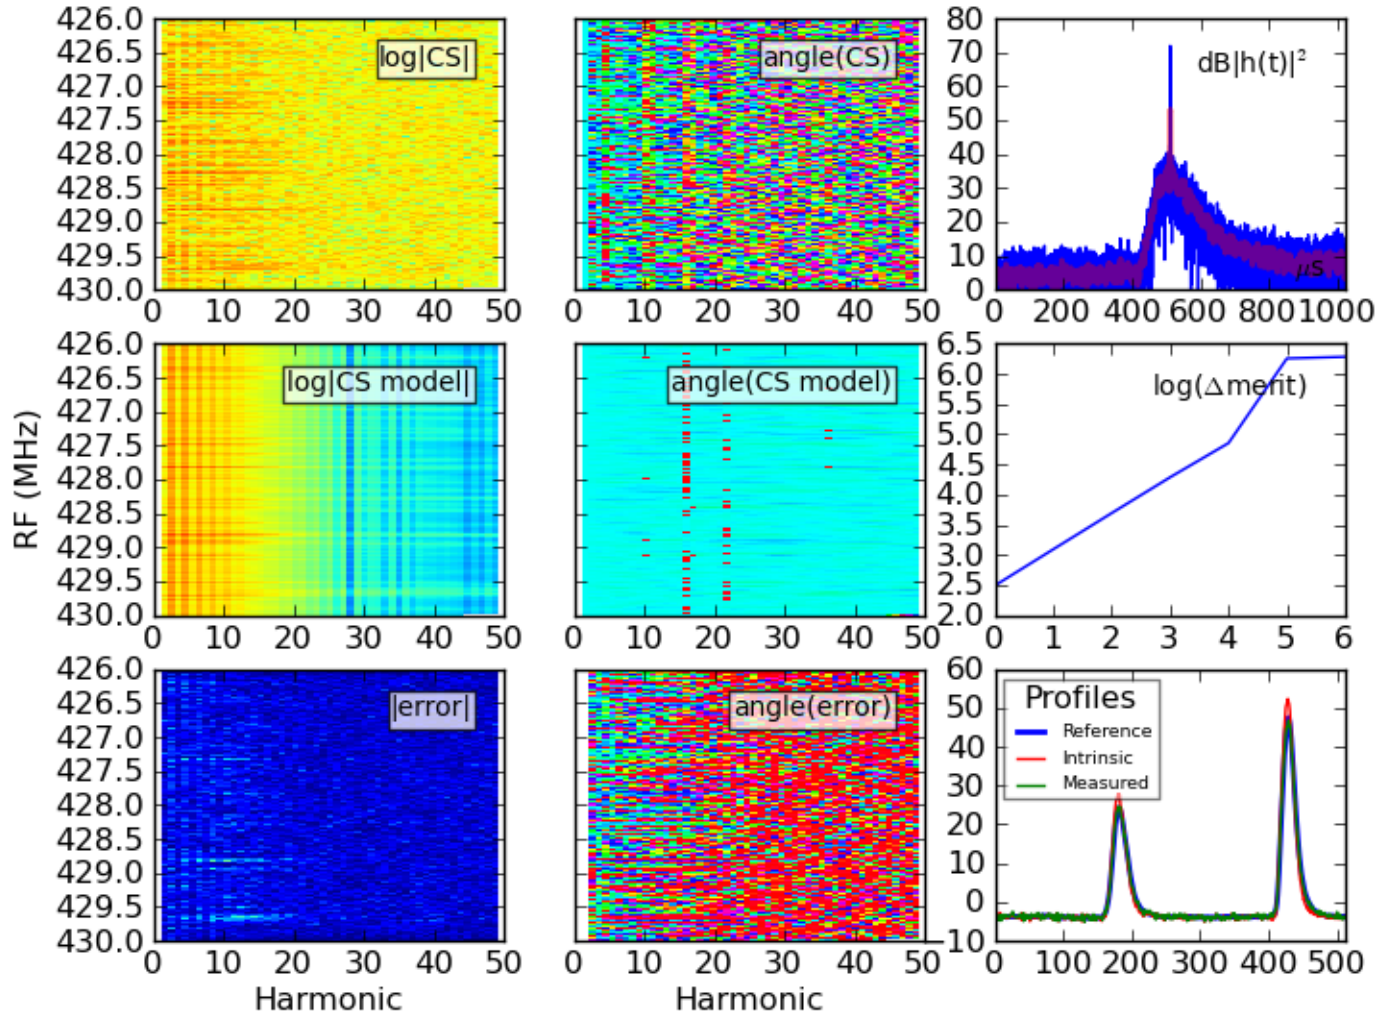 log|CS|
426.0
426.5
427.0
427.5
428.0
428.5
429.0
429.5
430.0
0 10 20 30 40 50
angle(CS)
0 10 20 30 40 50
dB|h(t)|²
μs
80
70
60
50
40
30
20
10
0
0 200 400 600 800 1000
RF (MHz)
log|CS model|
426.0
426.5
427.0
427.5
428.0
428.5
429.0
429.5
430.0
0 10 20 30 40 50
angle(CS model)
0 10 20 30 40 50
log(Δmerit)
6.5
6.0
5.5
5.0
4.5
4.0
3.5
3.0
2.5
2.0
0 1 2 3 4 5 6
|error|
426.0
426.5
427.0
427.5
428.0
428.5
429.0
429.5
430.0
0 10 20 30 40 50
Harmonic
angle(error)
0 10 20 30 40 50
Harmonic
60
50
40
30
20
10
0
−10
Profiles
Reference
Intrinsic
Measured
0 100 200 300 400 500